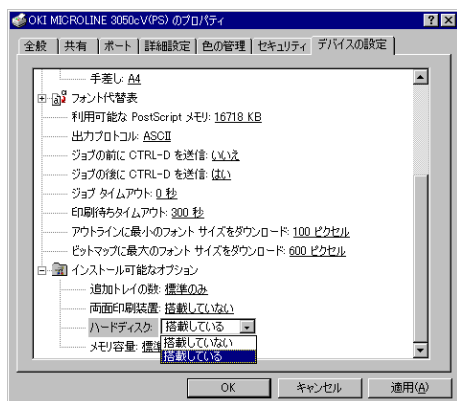 OKI MICROLINE 3050cV(PS) のプロパティ
全般 共有 ポート 詳細設定 色の管理 セキュリティ デバイスの設定
手差し: A4
フォント代替表
利用可能な PostScript メモリ: 16718 KB
出力プロトコル: ASCII
ジョブの前に CTRL-D を送信: いいえ
ジョブの後に CTRL-D を送信: はい
ジョブ タイムアウト: 0 秒
印刷待ちタイムアウト: 300 秒
アウトラインに最小のフォント サイズをダウンロード: 100 ピクセル
ビットマップに最大のフォント サイズをダウンロード: 600 ピクセル
インストール可能なオプション
追加トレイの数: 標準のみ
両面印刷装置: 搭載していない
ハードディスク: 搭載している
搭載していない
メモリ容量: 標準
搭載している
OK キャンセル 適用(A)